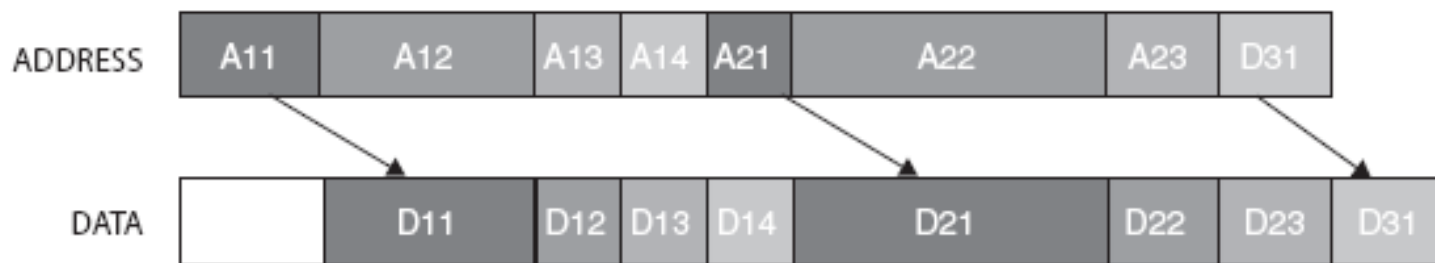 ADDRESS A11 A12 A13 A14 A21 A22 A23 D31
DATA D11 D12 D13 D14 D21 D22 D23 D31